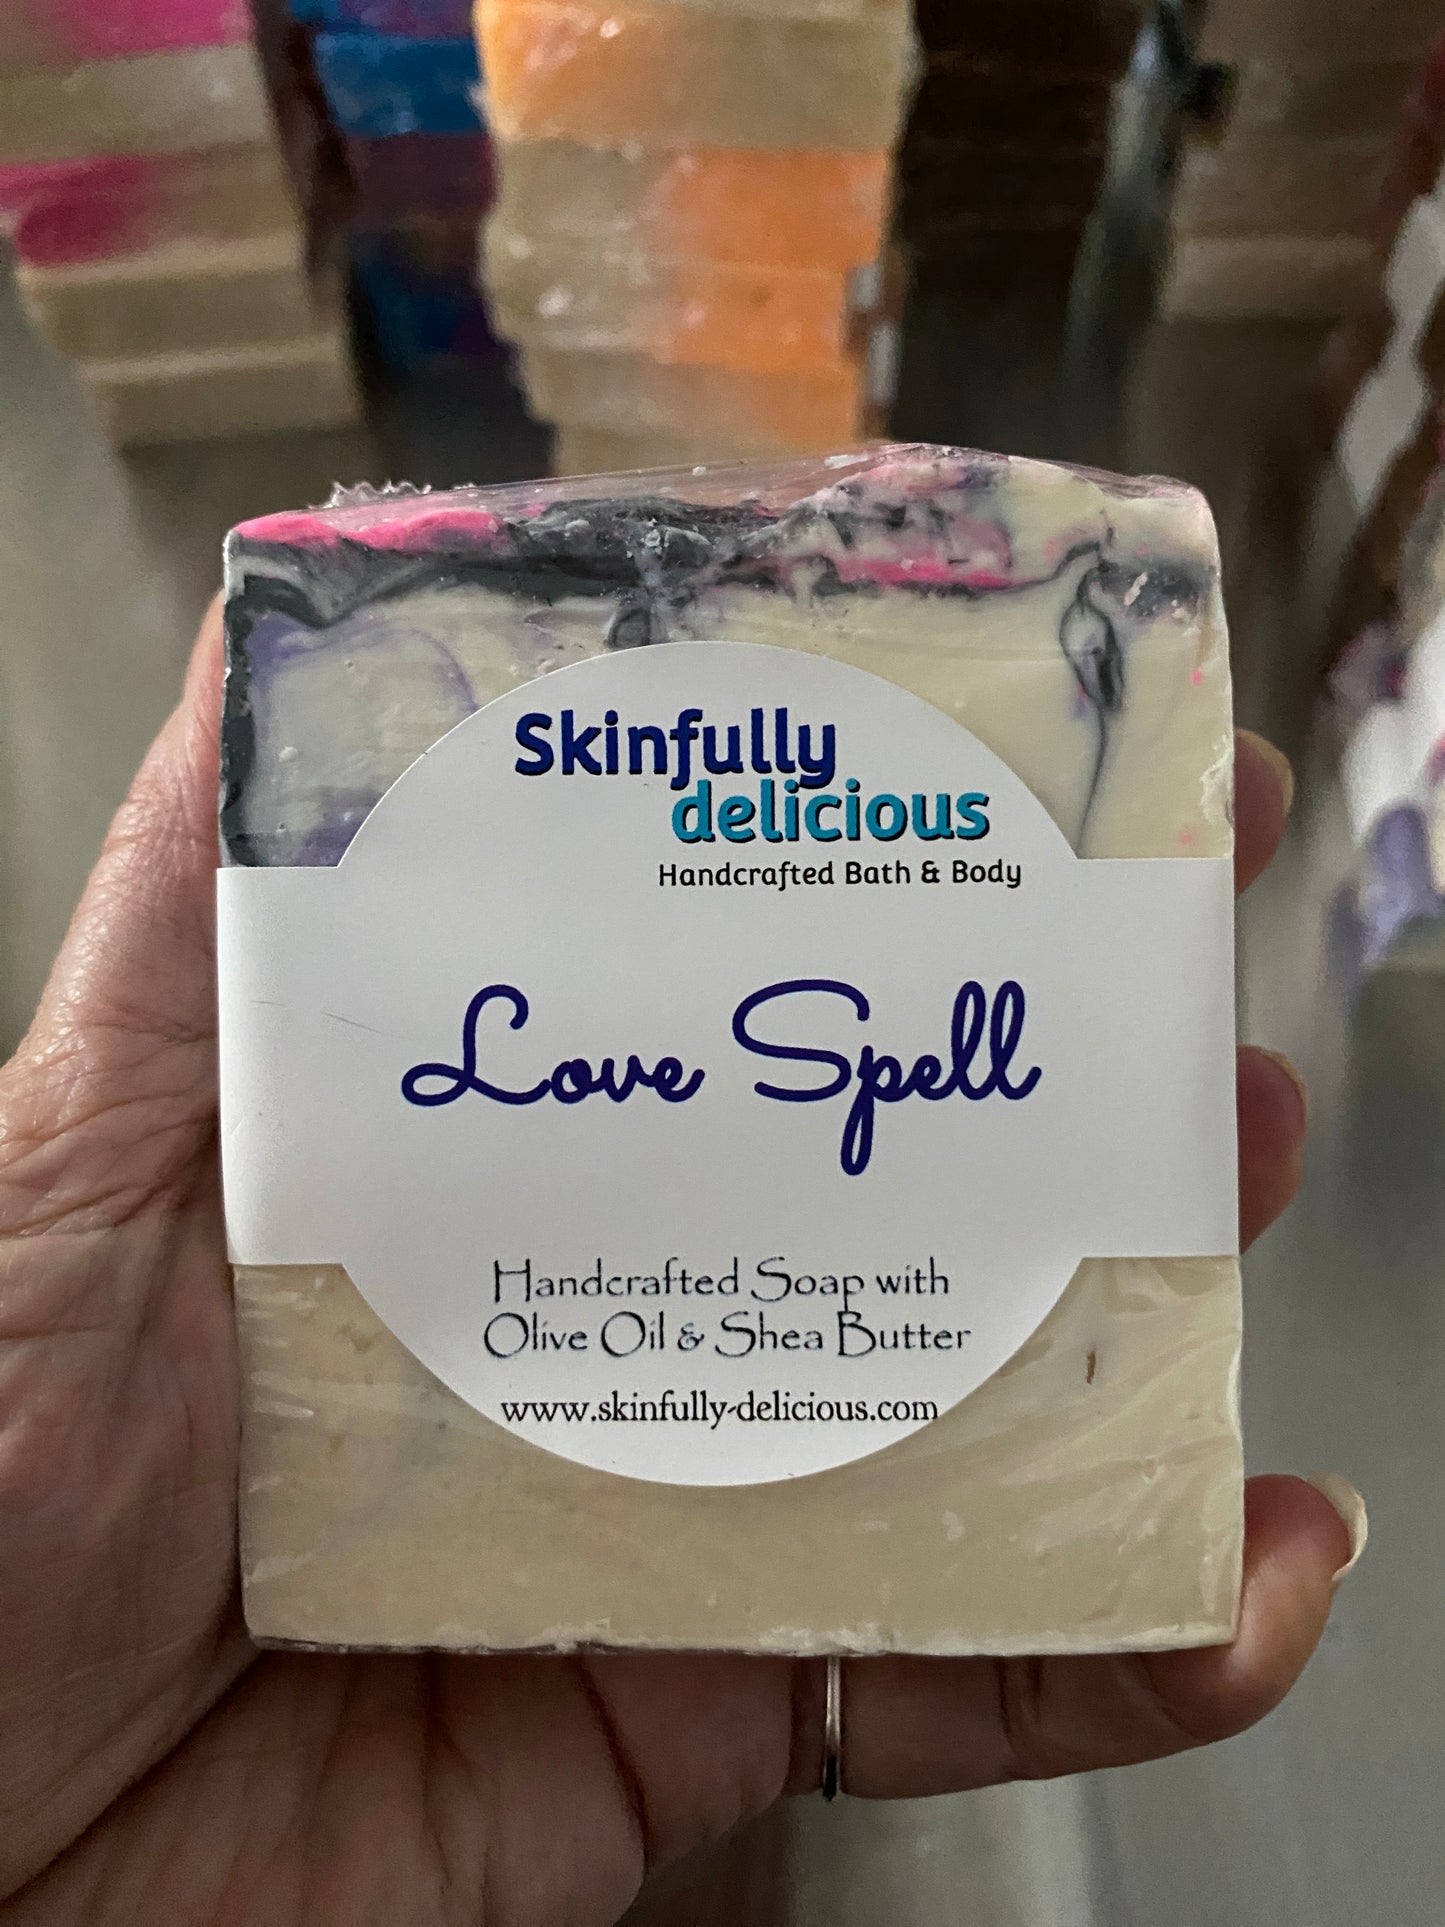 Skinfully
delicious
Handcrafted Bath & Body
Love Spell
Handcrafted Soap with
Olive Oil & Shea Butter
www.skinfully-delicious.com